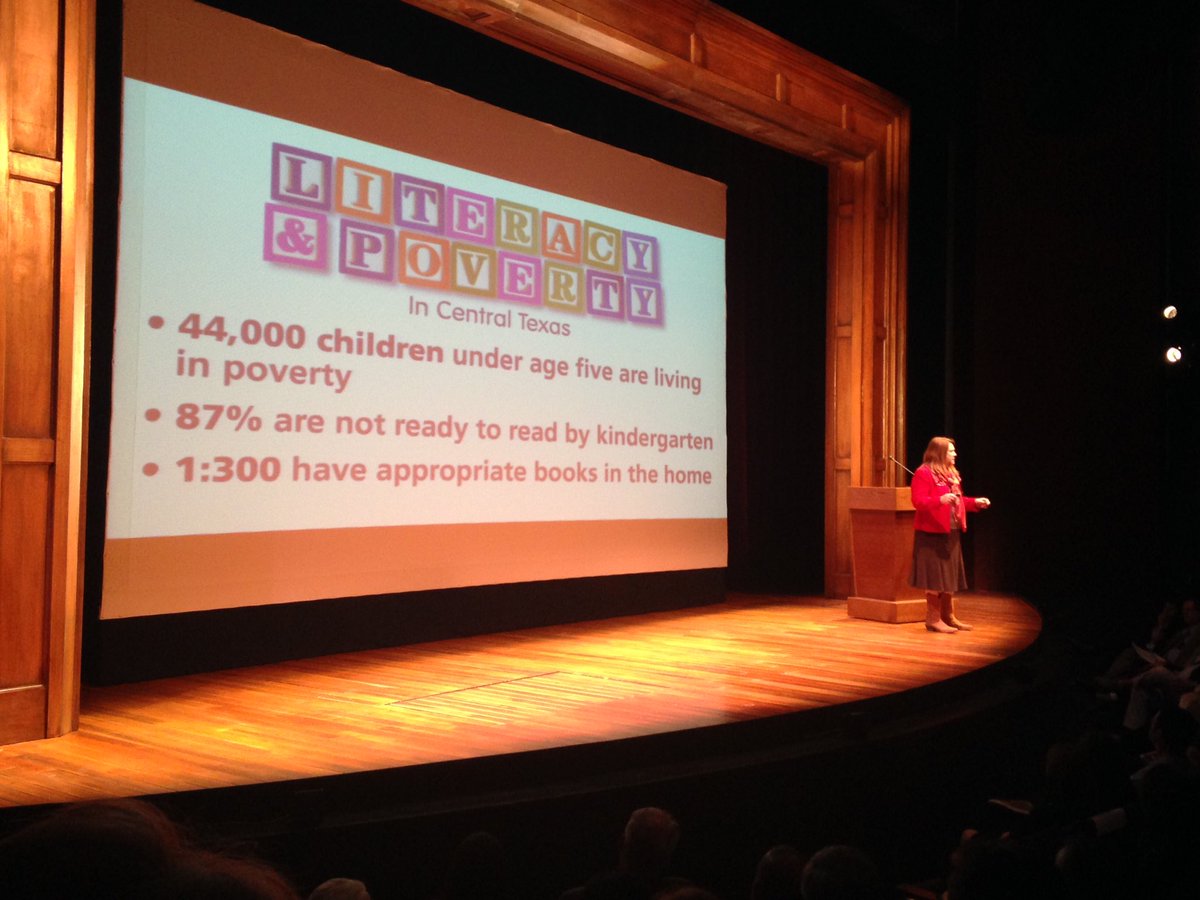 LITERACY
& POVERTY
In Central Texas
• 44,000 children under age five are living
in poverty
• 87% are not ready to read by kindergarten
• 1:300 have appropriate books in the home